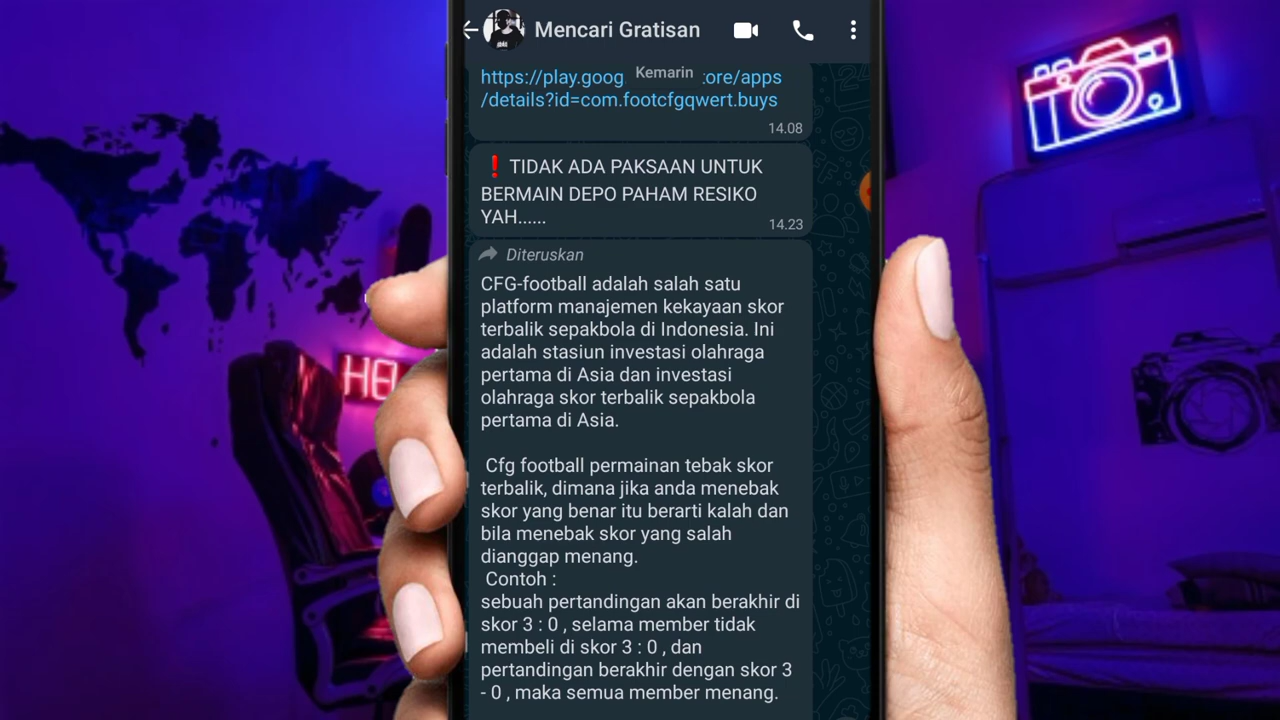 Mencari Gratisan
Kemarin
https://play.goog :ore/apps
/details?id=com.footcfgqwert.buys
14.08
❗TIDAK ADA PAKSAAN UNTUK
BERMAIN DEPO PAHAM RESIKO
YAH......
14.23
Diteruskan
CFG-football adalah salah satu
platform manajemen kekayaan skor
terbalik sepakbola di Indonesia. Ini
adalah stasiun investasi olahraga
pertama di Asia dan investasi
olahraga skor terbalik sepakbola
pertama di Asia.
Cfg football permainan tebak skor
terbalik, dimana jika anda menebak
skor yang benar itu berarti kalah dan
bila menebak skor yang salah
dianggap menang.
Contoh :
sebuah pertandingan akan berakhir di
skor 3 : 0 , selama member tidak
membeli di skor 3 : 0 , dan
pertandingan berakhir dengan skor 3
- 0 , maka semua member menang.